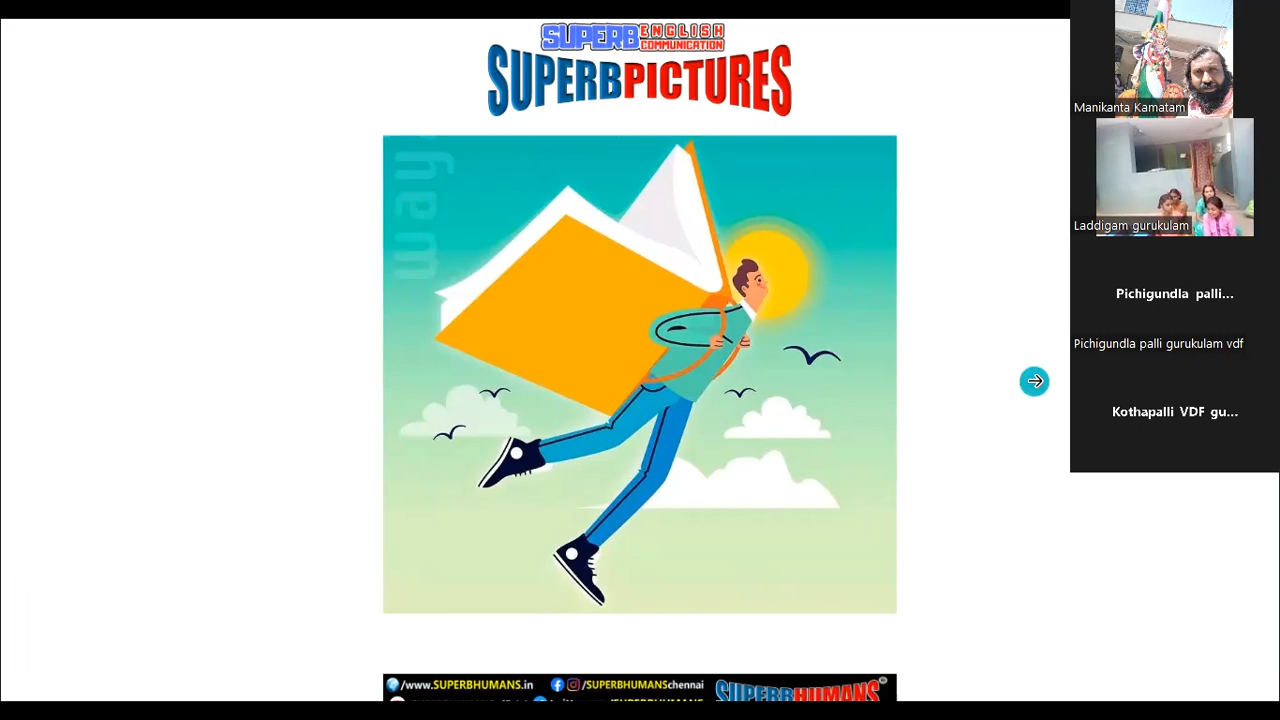 SUPERB ENGLISH COMMUNICATION
SUPERBPICTURES
way
/www.SUPERBHUMANS.in
/SUPERBHUMANSchennai
SUPERBHUMANS
Manikanta Kamatam
Laddigam gurukulam
Pichigundla palli...
Pichigundla palli gurukulam vdf
Kothapalli VDF gu...